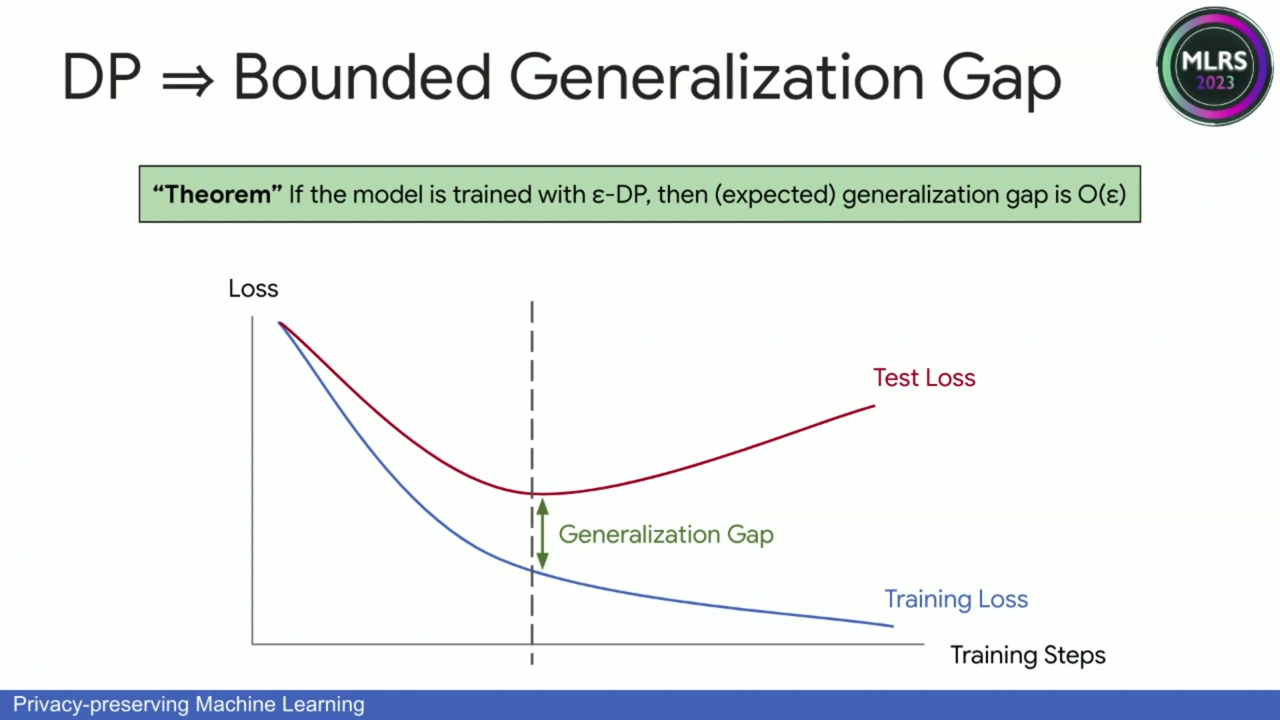 DP ⇒ Bounded Generalization Gap
MLRS
2023
“Theorem” If the model is trained with ε-DP, then (expected) generalization gap is O(ε)
Loss
Test Loss
Generalization Gap
Training Loss
Training Steps
Privacy-preserving Machine Learning